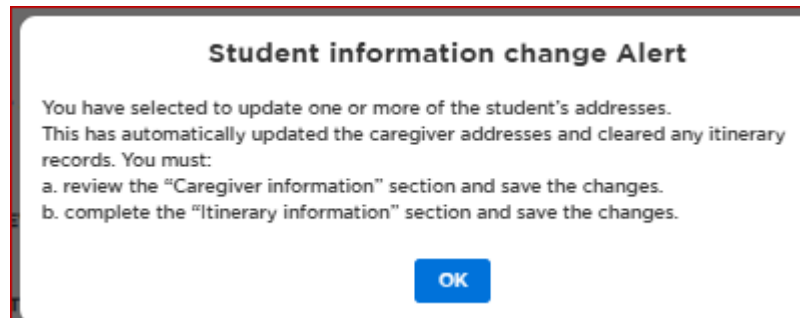 Student information change Alert
You have selected to update one or more of the student's addresses.
This has automatically updated the caregiver addresses and cleared any itinerary
records. You must:
a. review the “Caregiver information” section and save the changes.
b. complete the “Itinerary information” section and save the changes.
OK